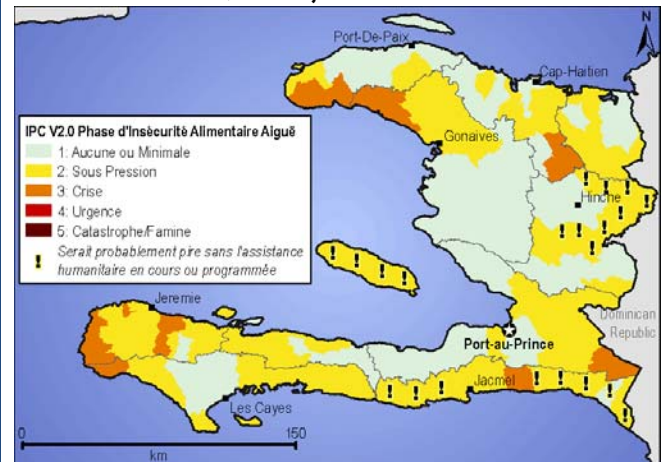 N
Port-De-Paix
Cap-Haitien
IPC V2.0 Phase d'Insècuritè Alimentaire Aiguë
1: Aucune ou Minimale
2: Sous Pression
3: Crise
4: Urgence
5: Catastrophe/Famine
! Serait probablement pire sans l'assistance
humanitaire en cours ou programmée
Gonaives
Hinche
Jeremie
Dominican
Republic
Port-au-Prince
Jacmel
Les Cayes
0 150
km